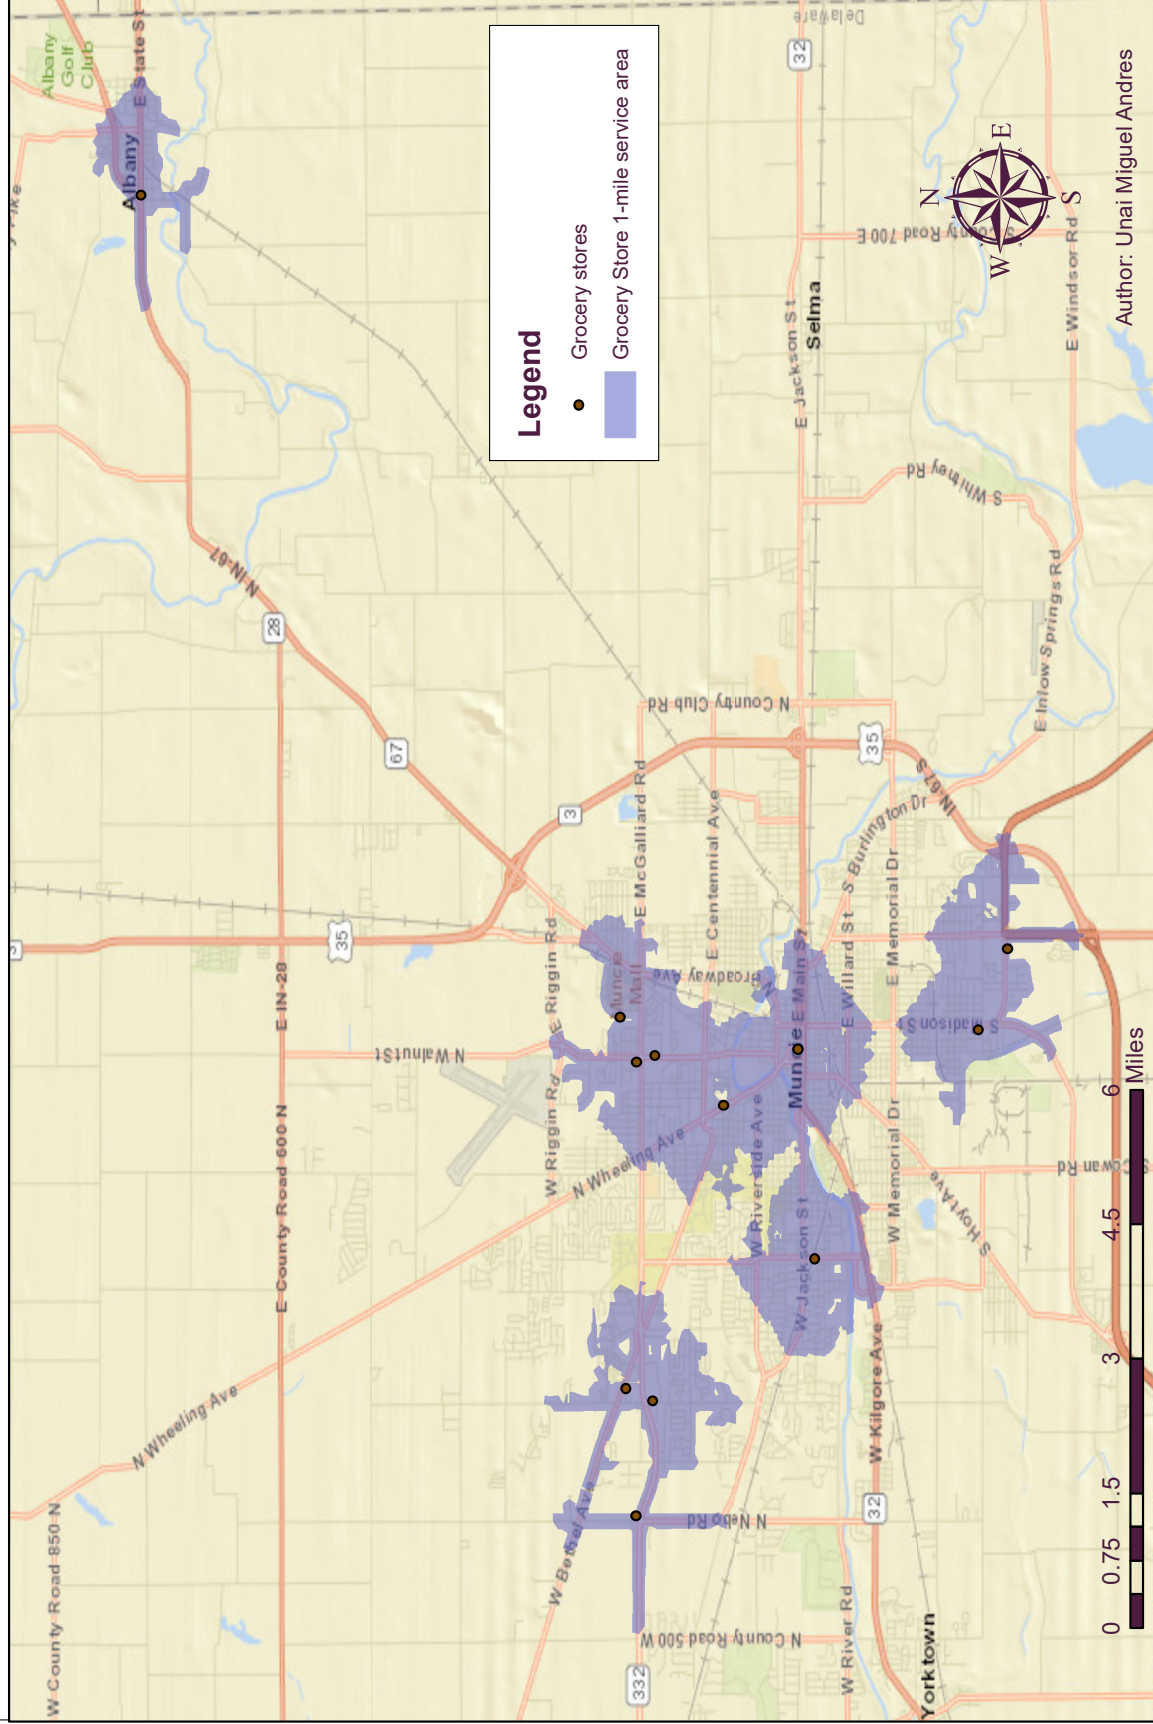 W County Road 850 N
N Wheeling Ave
Albany
Golf
Club
E State St
Albany
N IN-67
28
E County Road 600 N
E IN-28
35
67
3
N Walnut St
W Riggin Rd
E Riggin Rd
N Wheeling Ave
Muncie
Mall
E McGalliard Rd
N Country Club Rd
W Bethel Ave
332
N Nebo Rd
N County Road 500 W
Broadway Ave
E Centennial Ave
W Riverside Ave
W Jackson St
Muncie
E Main St
E Jackson St
32
Delaware
Selma
35
W River Rd
W Kilgore Ave
32
Yorktown
E Willard St
S Burlington Dr
W Memorial Dr
E Memorial Dr
S Madison St
S Hoyt Ave
S IN-67
S Whitney Rd
S County Road 700 E
E Inlow Springs Rd
E Windsor Rd
Legend
Grocery stores
Grocery Store 1-mile service area
N
W
E
S
0 0.75 1.5 3 4.5 6
Miles
Author: Unai Miguel Andres